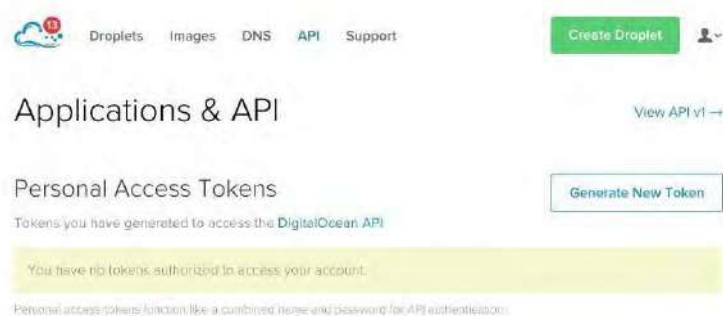 13
Droplets Images DNS API Support
Create Droplet
Applications & API
View API v1 →
Personal Access Tokens
Generate New Token
Tokens you have generated to access the DigitalOcean API
You have no tokens authorized to access your account.
Personal access tokens function like a combined name and password for API authentication.